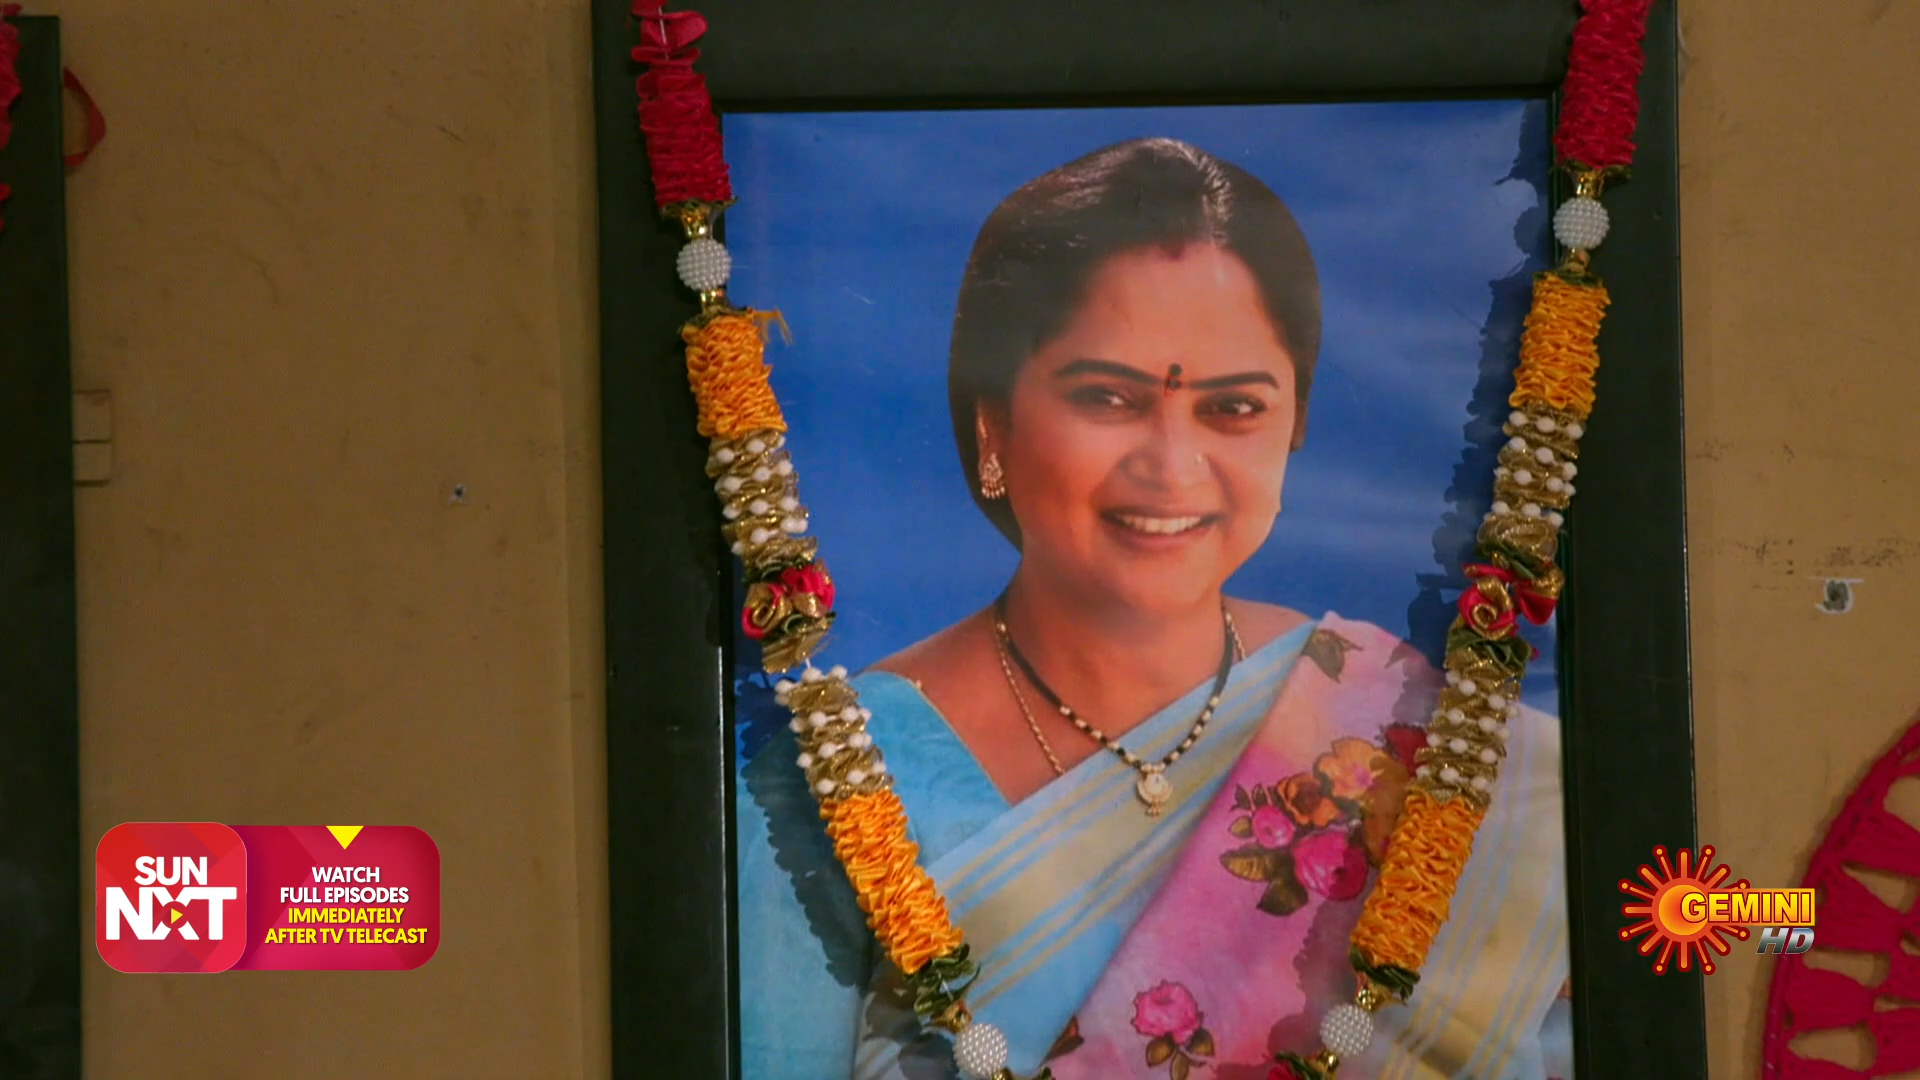 SUN
NXT
WATCH
FULL EPISODES
IMMEDIATELY
AFTER TV TELECAST
GEMINI
HD